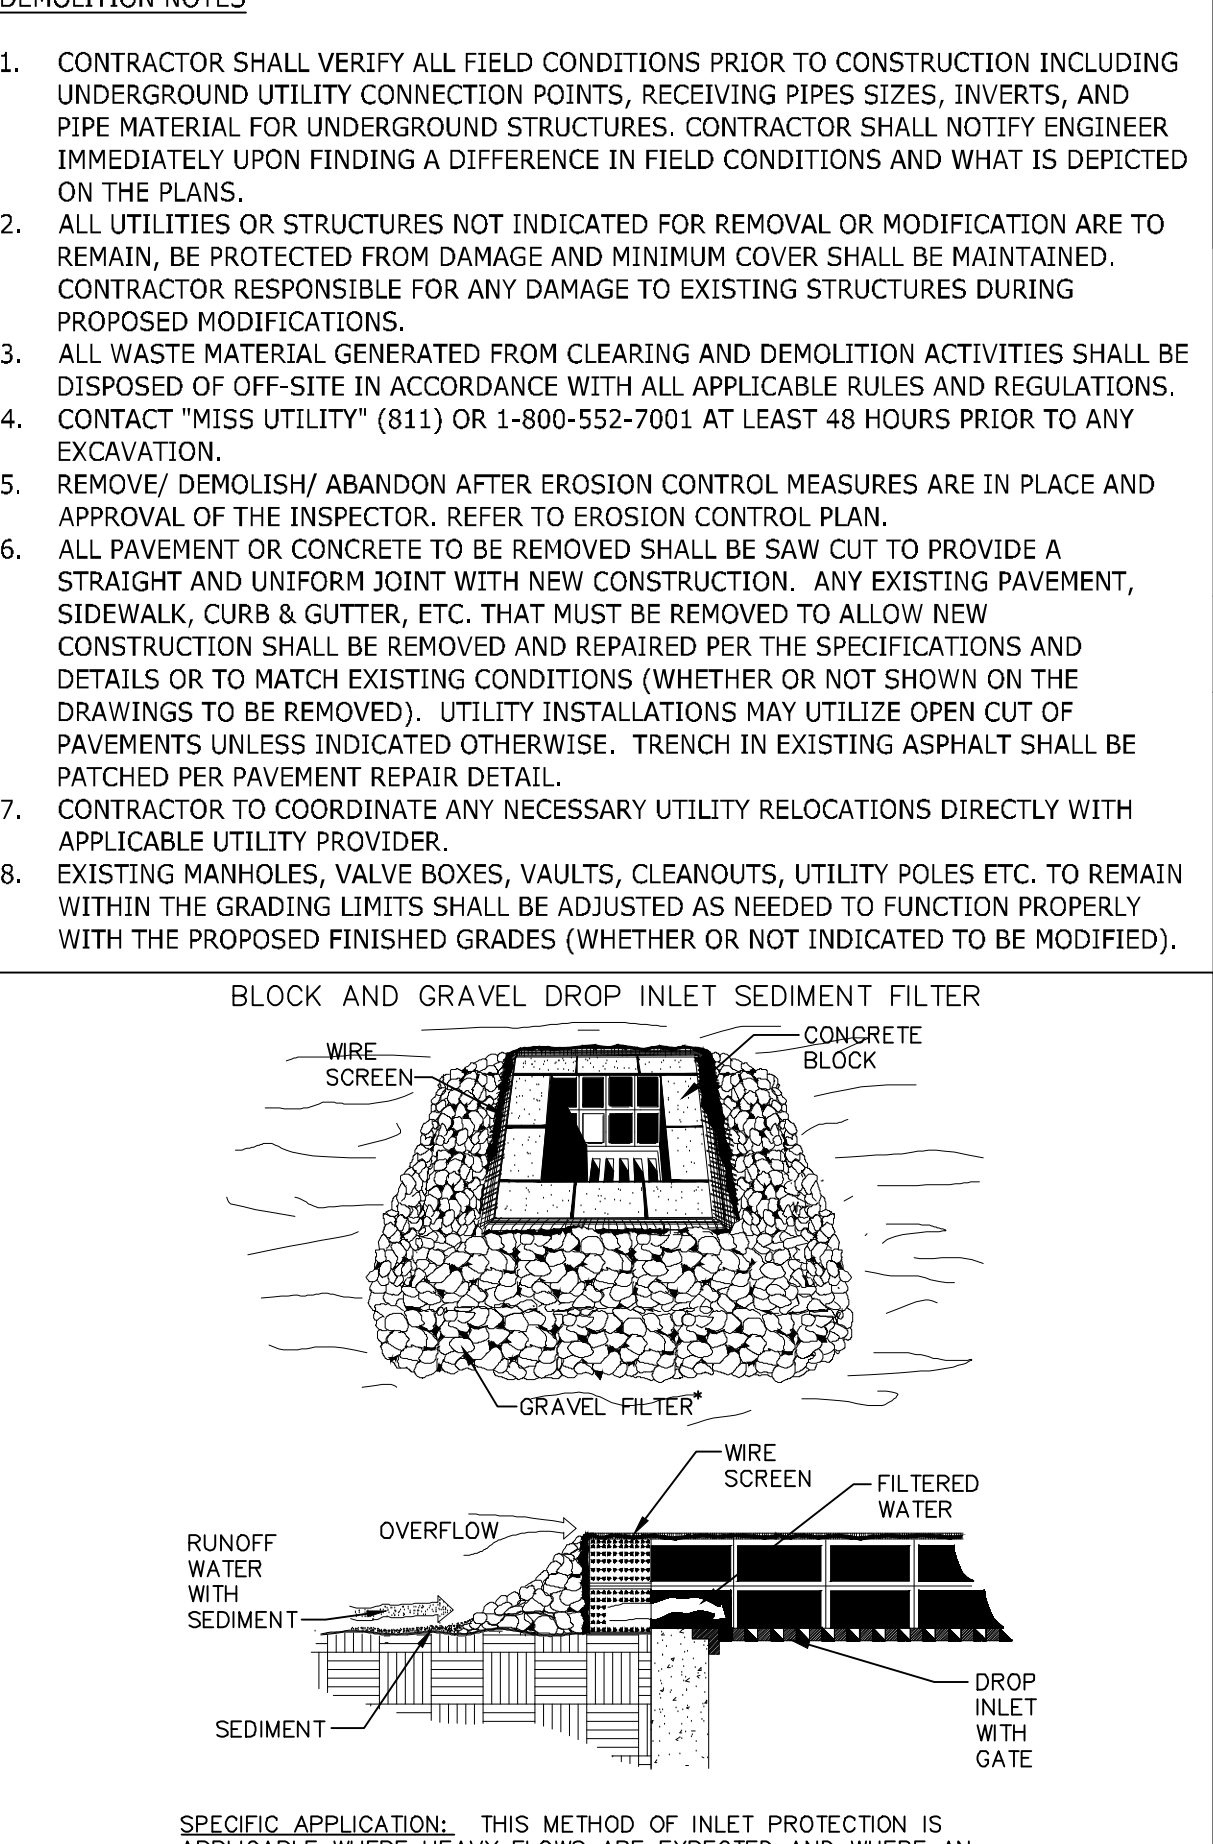 DEMOLITION NOTES
1. CONTRACTOR SHALL VERIFY ALL FIELD CONDITIONS PRIOR TO CONSTRUCTION INCLUDING
UNDERGROUND UTILITY CONNECTION POINTS, RECEIVING PIPES SIZES, INVERTS, AND
PIPE MATERIAL FOR UNDERGROUND STRUCTURES. CONTRACTOR SHALL NOTIFY ENGINEER
IMMEDIATELY UPON FINDING A DIFFERENCE IN FIELD CONDITIONS AND WHAT IS DEPICTED
ON THE PLANS.
2. ALL UTILITIES OR STRUCTURES NOT INDICATED FOR REMOVAL OR MODIFICATION ARE TO
REMAIN, BE PROTECTED FROM DAMAGE AND MINIMUM COVER SHALL BE MAINTAINED.
CONTRACTOR RESPONSIBLE FOR ANY DAMAGE TO EXISTING STRUCTURES DURING
PROPOSED MODIFICATIONS.
3. ALL WASTE MATERIAL GENERATED FROM CLEARING AND DEMOLITION ACTIVITIES SHALL BE
DISPOSED OF OFF-SITE IN ACCORDANCE WITH ALL APPLICABLE RULES AND REGULATIONS.
4. CONTACT "MISS UTILITY" (811) OR 1-800-552-7001 AT LEAST 48 HOURS PRIOR TO ANY
EXCAVATION.
5. REMOVE/ DEMOLISH/ ABANDON AFTER EROSION CONTROL MEASURES ARE IN PLACE AND
APPROVAL OF THE INSPECTOR. REFER TO EROSION CONTROL PLAN.
6. ALL PAVEMENT OR CONCRETE TO BE REMOVED SHALL BE SAW CUT TO PROVIDE A
STRAIGHT AND UNIFORM JOINT WITH NEW CONSTRUCTION. ANY EXISTING PAVEMENT,
SIDEWALK, CURB & GUTTER, ETC. THAT MUST BE REMOVED TO ALLOW NEW
CONSTRUCTION SHALL BE REMOVED AND REPAIRED PER THE SPECIFICATIONS AND
DETAILS OR TO MATCH EXISTING CONDITIONS (WHETHER OR NOT SHOWN ON THE
DRAWINGS TO BE REMOVED). UTILITY INSTALLATIONS MAY UTILIZE OPEN CUT OF
PAVEMENTS UNLESS INDICATED OTHERWISE. TRENCH IN EXISTING ASPHALT SHALL BE
PATCHED PER PAVEMENT REPAIR DETAIL.
7. CONTRACTOR TO COORDINATE ANY NECESSARY UTILITY RELOCATIONS DIRECTLY WITH
APPLICABLE UTILITY PROVIDER.
8. EXISTING MANHOLES, VALVE BOXES, VAULTS, CLEANOUTS, UTILITY POLES ETC. TO REMAIN
WITHIN THE GRADING LIMITS SHALL BE ADJUSTED AS NEEDED TO FUNCTION PROPERLY
WITH THE PROPOSED FINISHED GRADES (WHETHER OR NOT INDICATED TO BE MODIFIED).
BLOCK AND GRAVEL DROP INLET SEDIMENT FILTER
WIRE
SCREEN
CONCRETE
BLOCK
GRAVEL FILTER*
WIRE
SCREEN
FILTERED
WATER
OVERFLOW
RUNOFF
WATER
WITH
SEDIMENT
SEDIMENT
DROP
INLET
WITH
GATE
SPECIFIC APPLICATION: THIS METHOD OF INLET PROTECTION IS
APPLICABLE WHERE HEAVY FLOWS ARE EXPECTED AND WHERE AN